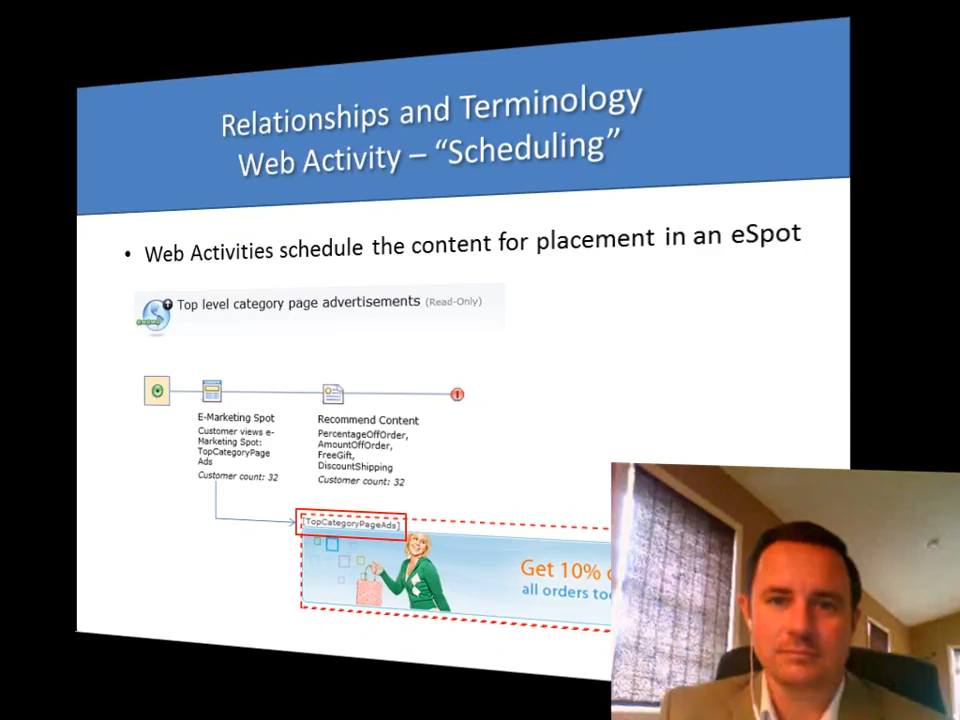 Relationships and Terminology
Web Activity – “Scheduling”
• Web Activities schedule the content for placement in an eSpot
Top level category page advertisements (Read-Only)
E-Marketing Spot
Customer views e-
Marketing Spot:
TopCategoryPage
Ads
Customer count: 32
Recommend Content
PercentageOffOrder,
AmountOffOrder,
FreeGift,
DiscountShipping
Customer count: 32
[TopCategoryPageAds]
Get 10%
all orders